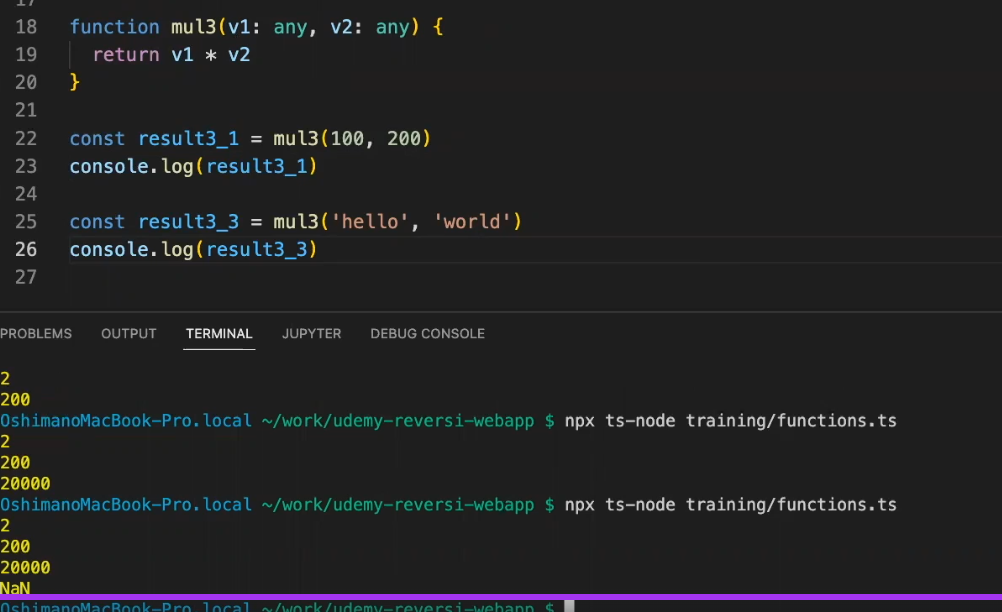 17
18 function mul3(v1: any, v2: any) {
19 return v1 * v2
20 }
21
22 const result3_1 = mul3(100, 200)
23 console.log(result3_1)
24
25 const result3_3 = mul3('hello', 'world')
26 console.log(result3_3)
27
PROBLEMS OUTPUT TERMINAL JUPYTER DEBUG CONSOLE
2
200
OshimanoMacBook-Pro.local ~/work/udemy-reversi-webapp $ npx ts-node training/functions.ts
2
200
20000
OshimanoMacBook-Pro.local ~/work/udemy-reversi-webapp $ npx ts-node training/functions.ts
2
200
20000
NaN
OshimanoMacBook-Pro.local ~/work/udemy-reversi-webapp $